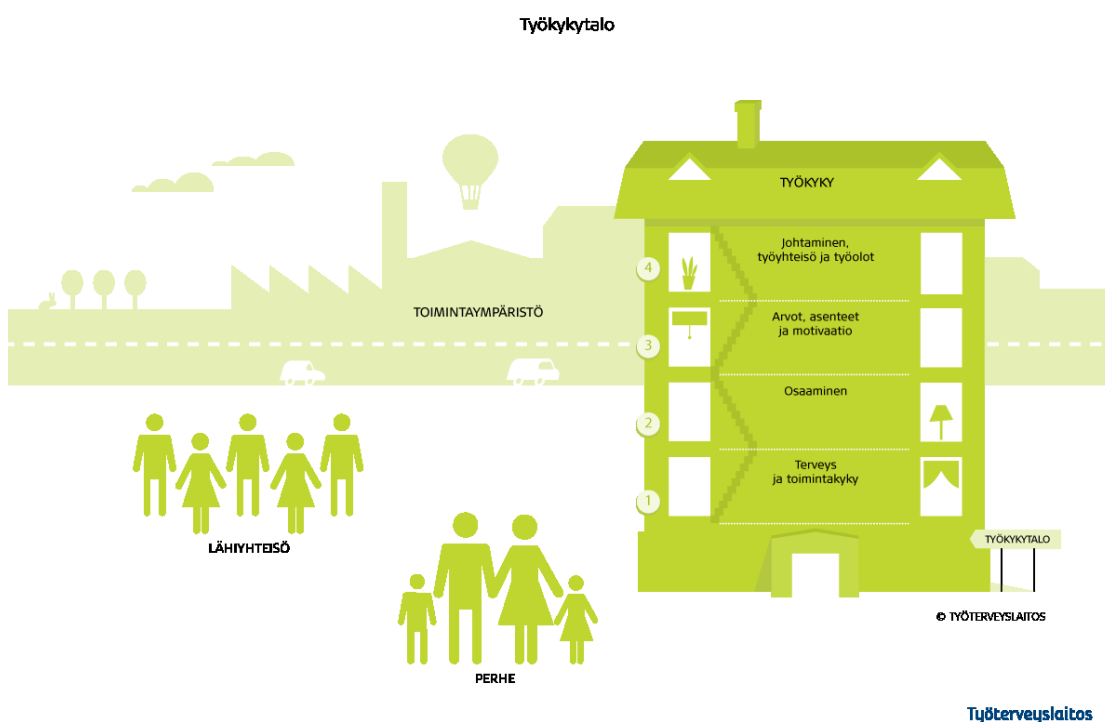 Työkykytalo
TYÖKYKY
4
Johtaminen,
työyhteisö ja työolot
TOIMINTAYMPÄRISTÖ
3
Arvot, asenteet
ja motivaatio
2
Osaaminen
1
Terveys
ja toimintakyky
TYÖKYKYTALO
LÄHIYHTEISÖ
PERHE
© TYÖTERVEYSLAITOS
Työterveyslaitos